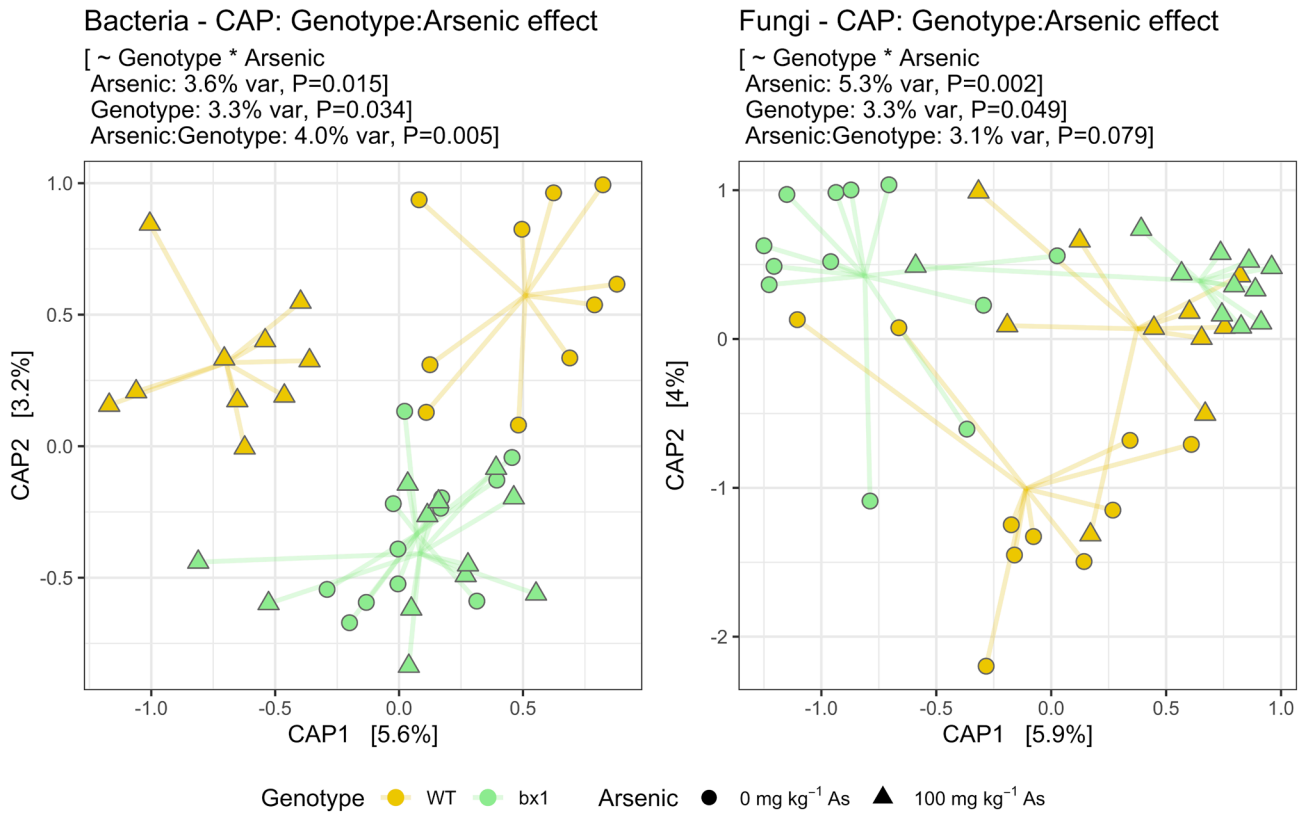 Bacteria - CAP: Genotype:Arsenic effect
[ ~ Genotype * Arsenic
Arsenic: 3.6% var, P=0.015]
Genotype: 3.3% var, P=0.034]
Arsenic:Genotype: 4.0% var, P=0.005]
1.0
0.5
0.0
-0.5
CAP2 [3.2%]
-1.0 -0.5 0.0 0.5
CAP1 [5.6%]
Fungi - CAP: Genotype:Arsenic effect
[ ~ Genotype * Arsenic
Arsenic: 5.3% var, P=0.002]
Genotype: 3.3% var, P=0.049]
Arsenic:Genotype: 3.1% var, P=0.079]
1
0
-1
-2
CAP2 [4%]
-1.0 -0.5 0.0 0.5 1.0
CAP1 [5.9%]
Genotype WT bx1 Arsenic 0 mg kg⁻¹ As 100 mg kg⁻¹ As